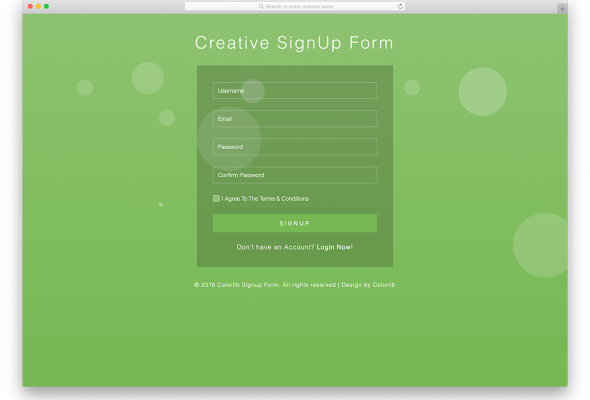 Search or enter website name
Creative SignUp Form
Username
Email
Password
Confirm Password
I Agree To The Terms & Conditions
SIGNUP
Don't have an Account? Login Now!
© 2018 Colorlib Signup Form. All rights reserved | Design by Colorlib